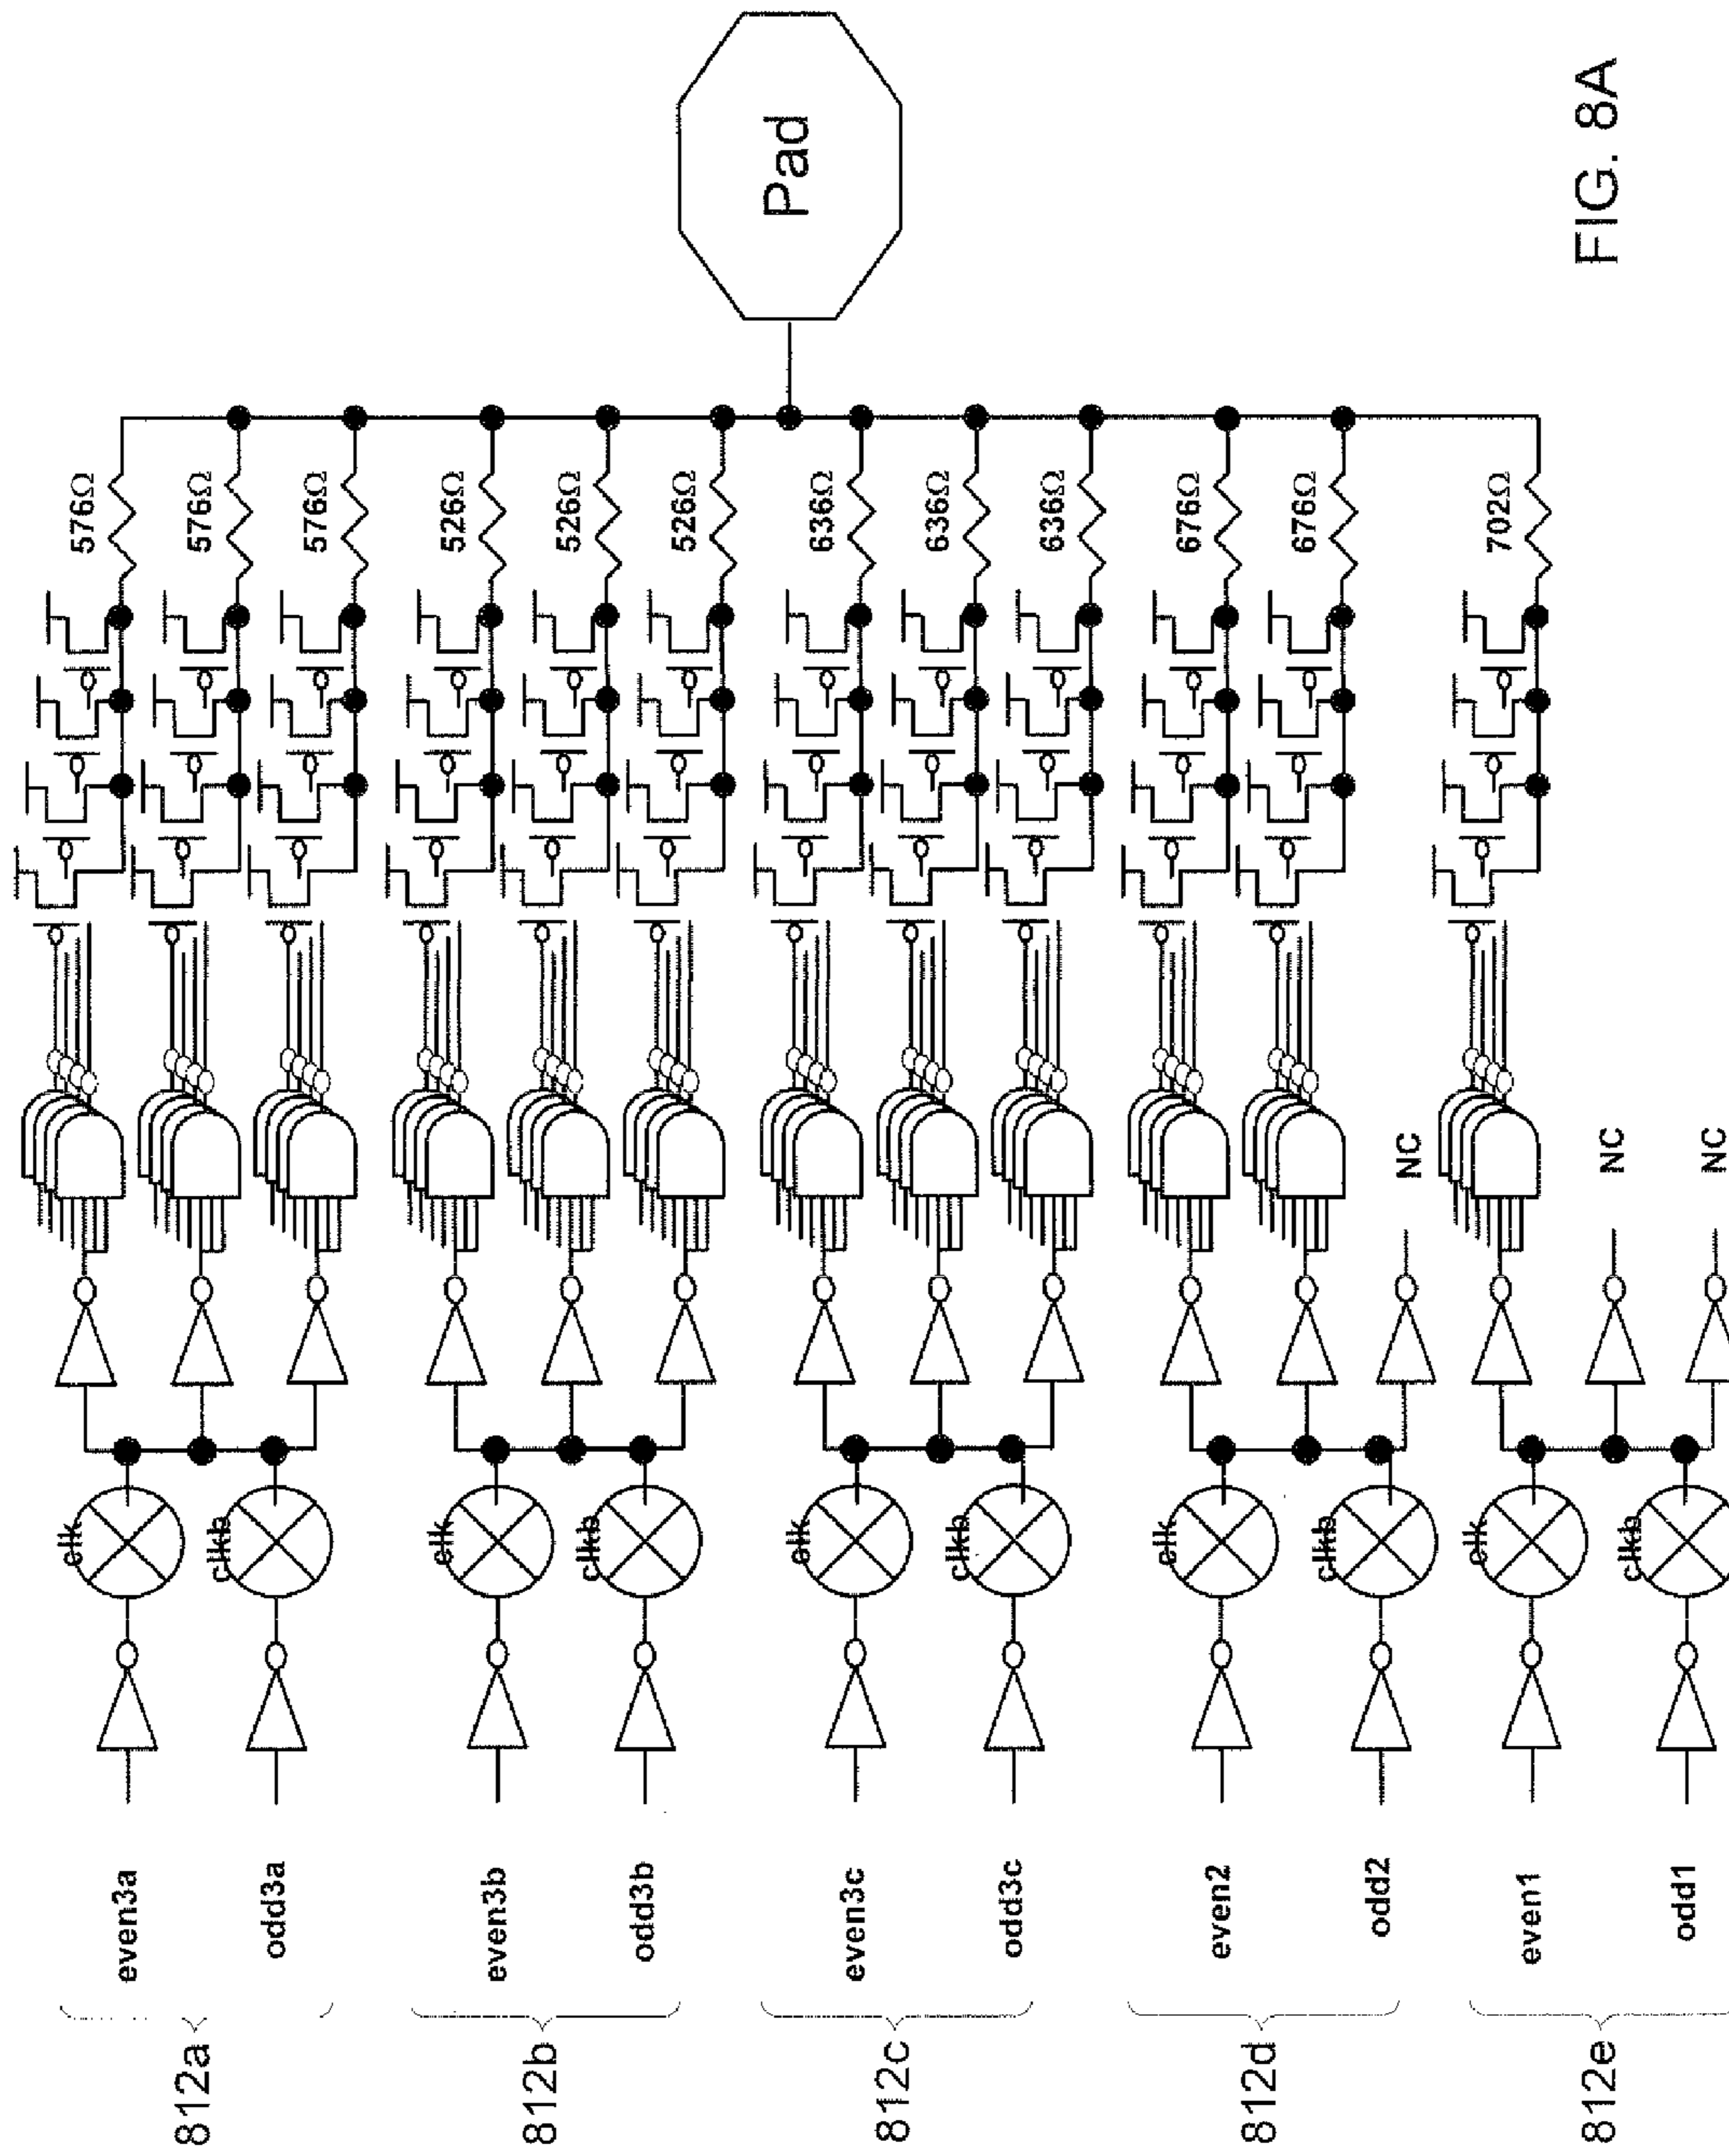 812a
even3a
odd3a
clk
clkb
576Ω
576Ω
576Ω
812b
even3b
odd3b
clk
clkb
526Ω
526Ω
526Ω
812c
even3c
odd3c
clk
clkb
636Ω
636Ω
636Ω
812d
even2
odd2
clk
clkb
NC
676Ω
676Ω
812e
even1
odd1
clk
clkb
NC
NC
702Ω
Pad
FIG. 8A